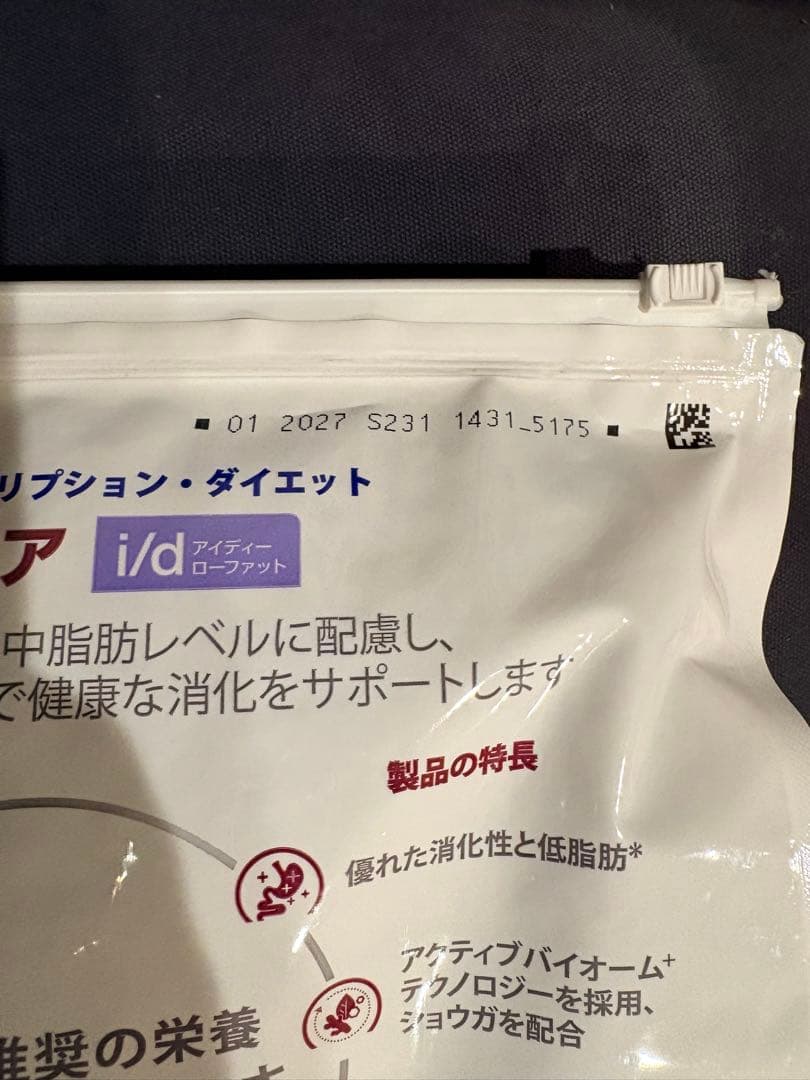 ■ 01 2027 S231 1431_5175 ■
リプション・ダイエット
ア i/d アイディー
ローファット
中脂肪レベルに配慮し、
で健康な消化をサポートします
製品の特長
優れた消化性と低脂肪*
アクティブバイオーム+
テクノロジーを採用、
ショウガを配合
推奨の栄養